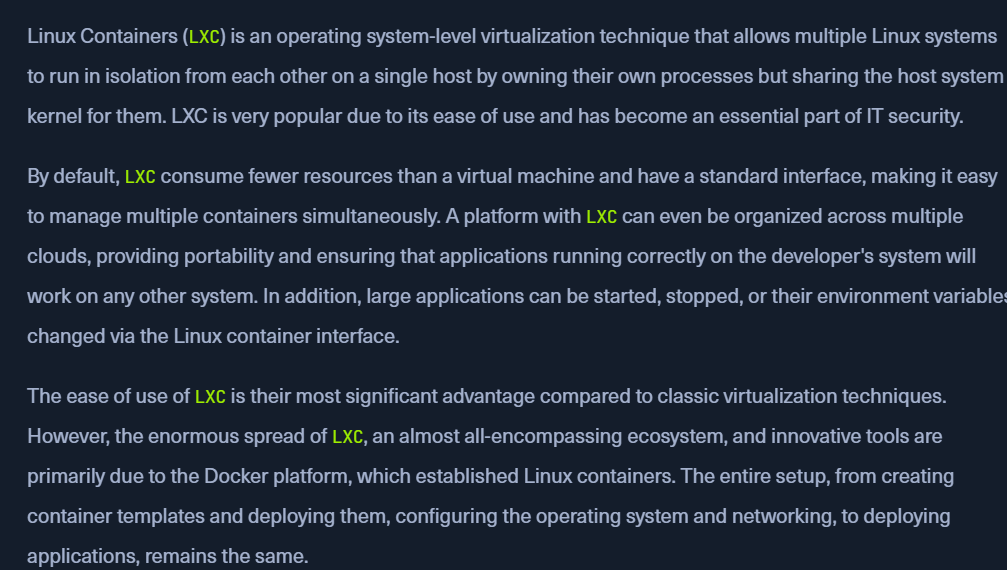 Linux Containers (LXC) is an operating system-level virtualization technique that allows multiple Linux systems
to run in isolation from each other on a single host by owning their own processes but sharing the host system
kernel for them. LXC is very popular due to its ease of use and has become an essential part of IT security.
By default, LXC consume fewer resources than a virtual machine and have a standard interface, making it easy
to manage multiple containers simultaneously. A platform with LXC can even be organized across multiple
clouds, providing portability and ensuring that applications running correctly on the developer's system will
work on any other system. In addition, large applications can be started, stopped, or their environment variables
changed via the Linux container interface.
The ease of use of LXC is their most significant advantage compared to classic virtualization techniques.
However, the enormous spread of LXC, an almost all-encompassing ecosystem, and innovative tools are
primarily due to the Docker platform, which established Linux containers. The entire setup, from creating
container templates and deploying them, configuring the operating system and networking, to deploying
applications, remains the same.